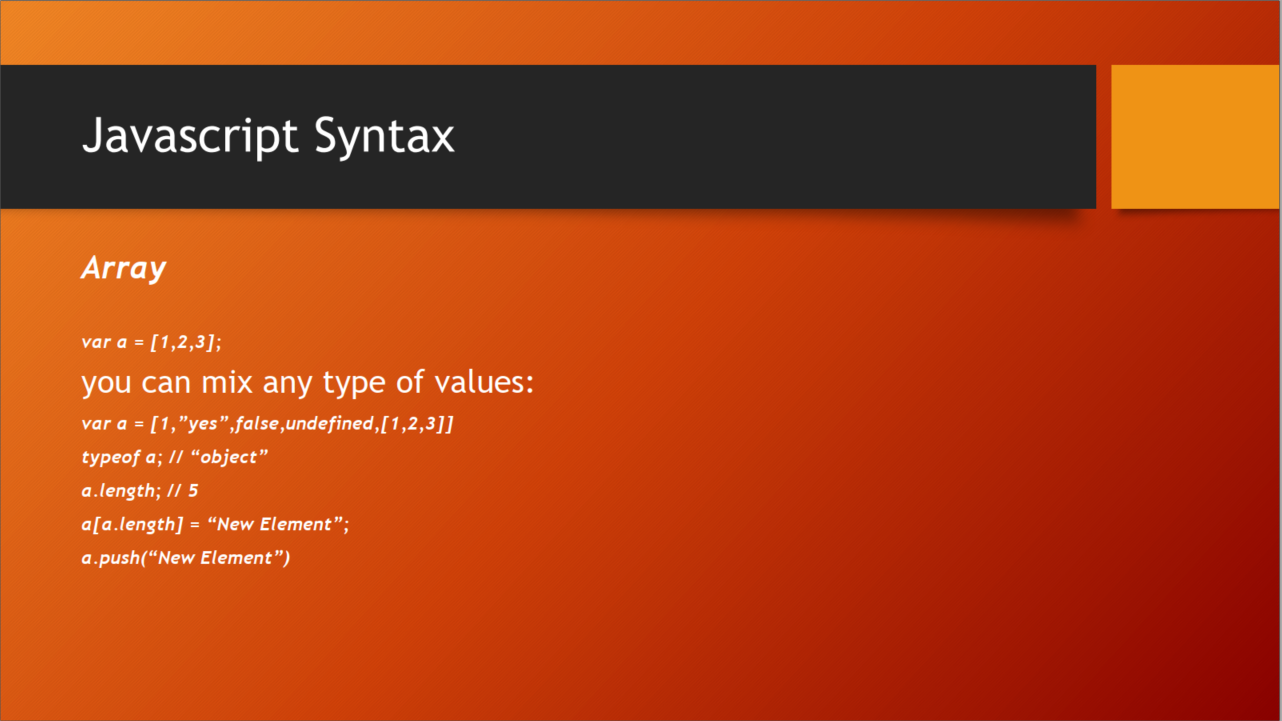 Javascript Syntax
Array
var a = [1,2,3];
you can mix any type of values:
var a = [1,”yes”,false,undefined,[1,2,3]]
typeof a; // “object”
a.length; // 5
a[a.length] = “New Element”;
a.push(“New Element”)